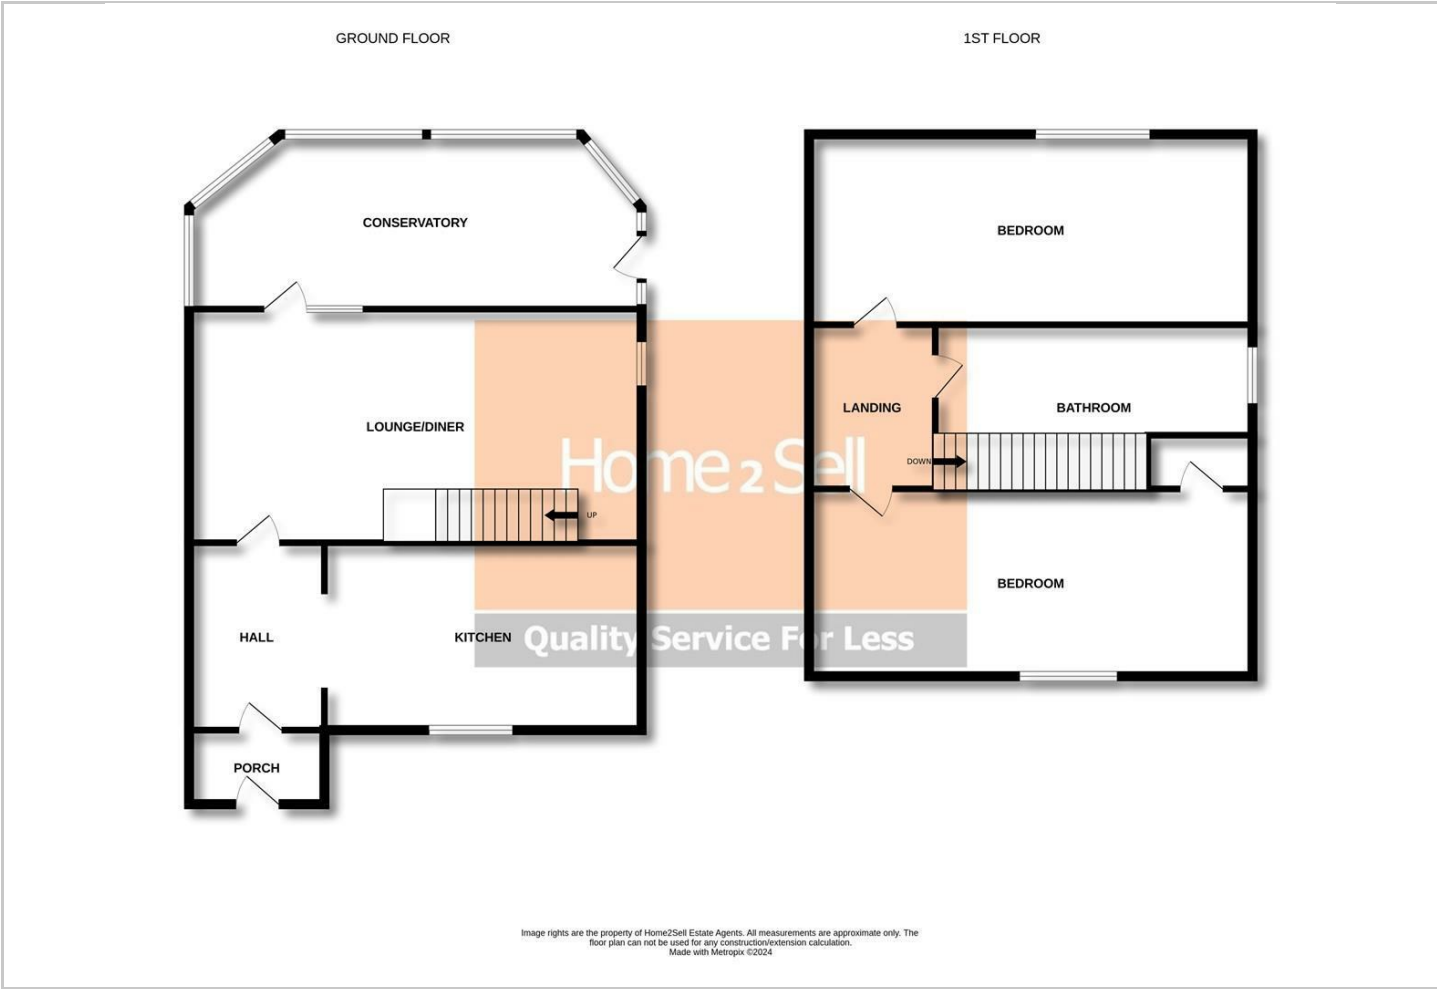 GROUND FLOOR
1ST FLOOR
CONSERVATORY
BEDROOM
LOUNGE/DINER
LANDING
BATHROOM
DOWN
UP
Home2Sell
BEDROOM
HALL
KITCHEN
Quality Service For Less
PORCH
Image rights are the property of Home2Sell Estate Agents. All measurements are approximate only. The
floor plan can not be used for any construction/extension calculation.
Made with Metropix ©2024